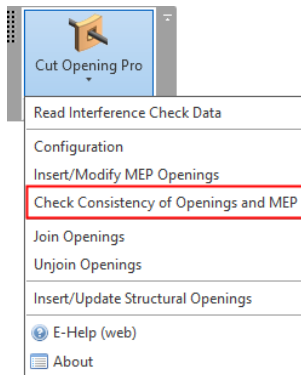 Cut Opening Pro
Read Interference Check Data
Configuration
Insert/Modify MEP Openings
Check Consistency of Openings and MEP
Join Openings
Unjoin Openings
Insert/Update Structural Openings
E-Help (web)
About